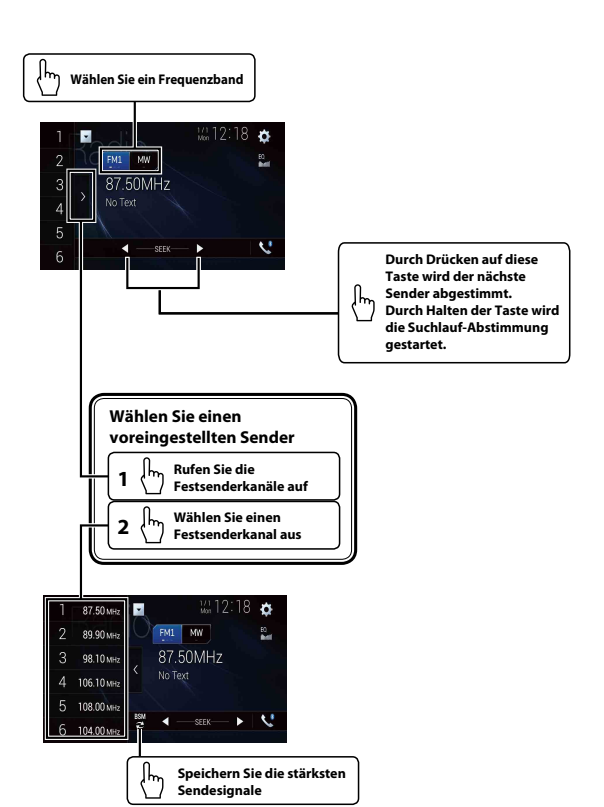 Wählen Sie ein Frequenzband
1
2
3
4
5
6
Radio
1/1
Mon
12:18
FM1
MW
EQ
87.50MHz
No Text
SEEK
Durch Drücken auf diese
Taste wird der nächste
Sender abgestimmt.
Durch Halten der Taste wird
die Suchlauf-Abstimmung
gestartet.
Wählen Sie einen
voreingestellten Sender
1 Rufen Sie die
Festsenderkanäle auf
2 Wählen Sie einen
Festsenderkanal aus
1 87.50 MHz
2 89.90 MHz
3 98.10 MHz
4 106.10 MHz
5 108.00 MHz
6 104.00 MHz
1/1
Mon
12:18
FM1
MW
EQ
87.50MHz
No Text
BSM
SEEK
Speichern Sie die stärksten
Sendesignale